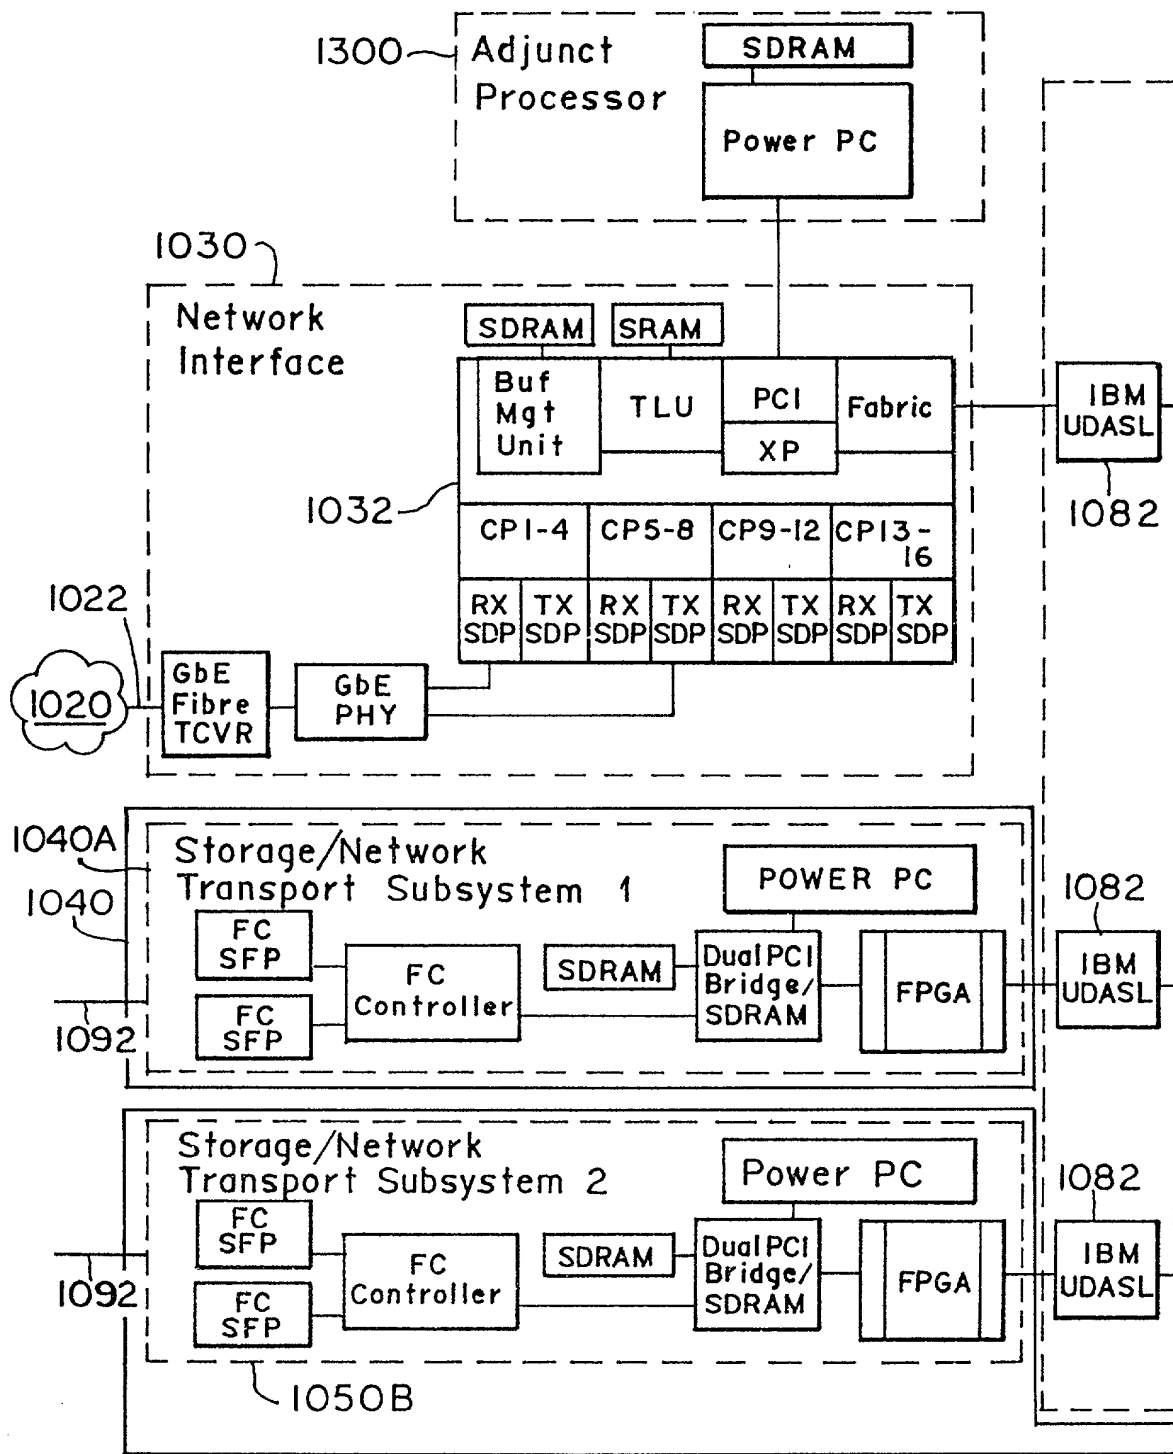 1300
Adjunct
Processor
SDRAM
Power PC
1030
Network
Interface
SDRAM
SRAM
Buf
Mgt
Unit
TLU
PCI
XP
Fabric
IBM
UDASL
1082
1032
CP1-4
CP5-8
CP9-12
CP13-
16
RX
SDP
TX
SDP
RX
SDP
TX
SDP
RX
SDP
TX
SDP
RX
SDP
TX
SDP
1022
1020
GbE
Fibre
TCVR
GbE
PHY
1040A
1040
Storage/Network
Transport Subsystem 1
POWER PC
1082
FC
SFP
FC
SFP
FC
Controller
SDRAM
Dual PCI
Bridge/
SDRAM
FPGA
IBM
UDASL
1092
Storage/Network
Transport Subsystem 2
Power PC
1082
FC
SFP
FC
SFP
FC
Controller
SDRAM
Dual PCI
Bridge/
SDRAM
FPGA
IBM
UDASL
1092
1050B